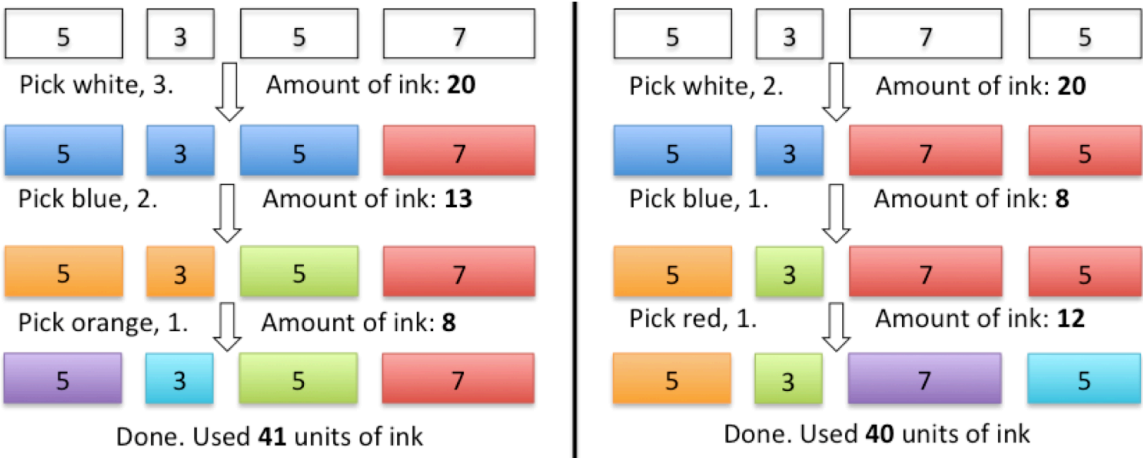 5 3 5 7
Pick white, 3. Amount of ink: 20
5 3 5 7
Pick blue, 2. Amount of ink: 13
5 3 5 7
Pick orange, 1. Amount of ink: 8
5 3 5 7
Done. Used 41 units of ink
5 3 7 5
Pick white, 2. Amount of ink: 20
5 3 7 5
Pick blue, 1. Amount of ink: 8
5 3 7 5
Pick red, 1. Amount of ink: 12
5 3 7 5
Done. Used 40 units of ink